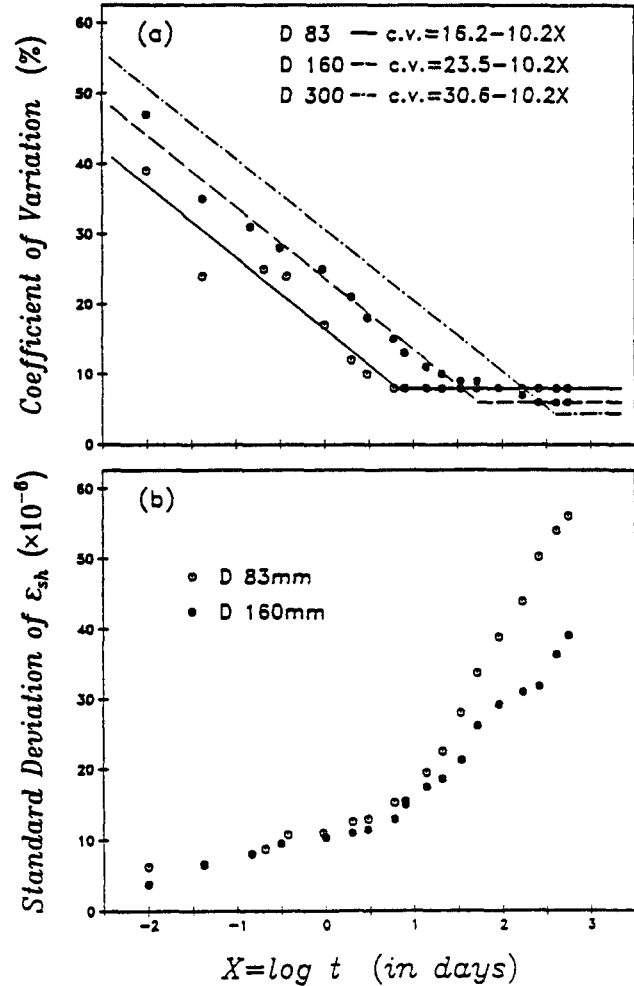 Coefficient of Variation (%)
60
50
40
30
20
10
0
(a)
D 83 — c.v.=16.2-10.2X
D 160 -- c.v.=23.5-10.2X
D 300 -·- c.v.=30.6-10.2X
Standard Deviation of εsh (×10⁻⁶)
60
50
40
30
20
10
0
(b)
D 83mm
D 160mm
-2 -1 0 1 2 3
X=log t (in days)